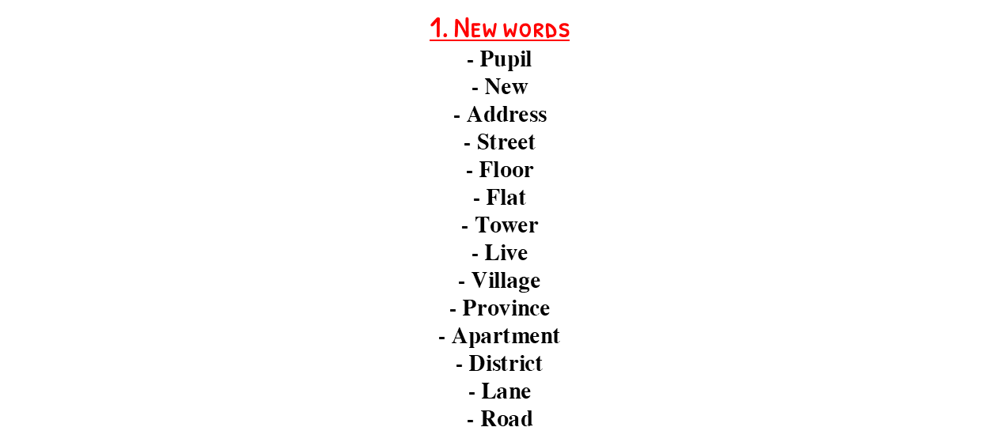 1. New words
- Pupil
- New
- Address
- Street
- Floor
- Flat
- Tower
- Live
- Village
- Province
- Apartment
- District
- Lane
- Road